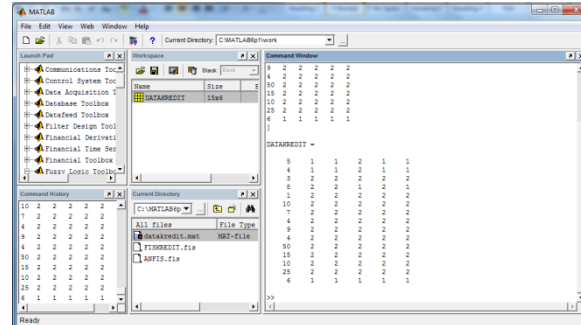 MATLAB
File Edit View Web Window Help
Current Directory: C:\MATLAB6p1\work
Launch Pad
Communications Too
Control System Too
Data Acquisition T
Database Toolbox
Datafeed Toolbox
Filter Design Tool
Financial Derivati
Financial Time Ser
Financial Toolbox
Fuzzy Logic Toolbo
Workspace
Stack: Base
Name Size
DATAKREDIT 15x6
Command History
10 2 2 2 2 2
7 2 2 2 2 2
4 2 2 2 2 2
9 2 2 2 2 2
4 2 2 2 2 2
50 2 2 2 2 2
15 2 2 2 2 2
10 2 2 2 2 2
25 2 2 2 2 2
6 1 1 1 1 1
Current Directory
C:\MATLAB6p
All files File Type
datakredit.mat MAT-file
FISKREDIT.fis
ANFIS.fis
Command Window
9 2 2 2 2 2
4 2 2 2 2 2
50 2 2 2 2 2
15 2 2 2 2 2
10 2 2 2 2 2
25 2 2 2 2 2
6 1 1 1 1 1
]
DATAKREDIT =
5 1 1 2 1 1
4 1 1 2 1 1
3 2 2 2 2 2
8 2 2 1 2 1
1 2 2 2 2 2
10 2 2 2 2 2
7 2 2 2 2 2
4 2 2 2 2 2
9 2 2 2 2 2
4 2 2 2 2 2
50 2 2 2 2 2
15 2 2 2 2 2
10 2 2 2 2 2
25 2 2 2 2 2
6 1 1 1 1 1
>>
Ready